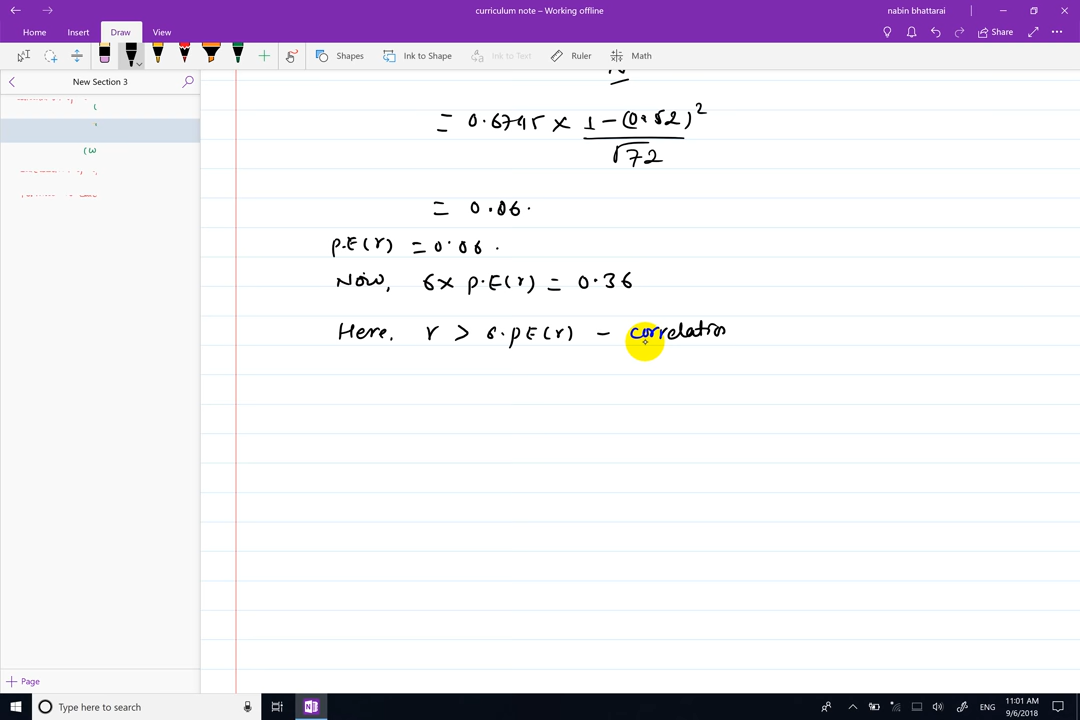 curriculum note – Working offline
nabin bhattarai
Home Insert Draw View
Share
Shapes Ink to Shape Ink to Text Ruler Math
New Section 3
= 0.6745 × 1 – (0.52)²
√72
= 0.06.
P.E(r) = 0.06.
Now, 6× P.E(r) = 0.36
Here. r > 6.PE(r) – correlation
Page
Type here to search
ENG
11:01 AM
9/6/2018